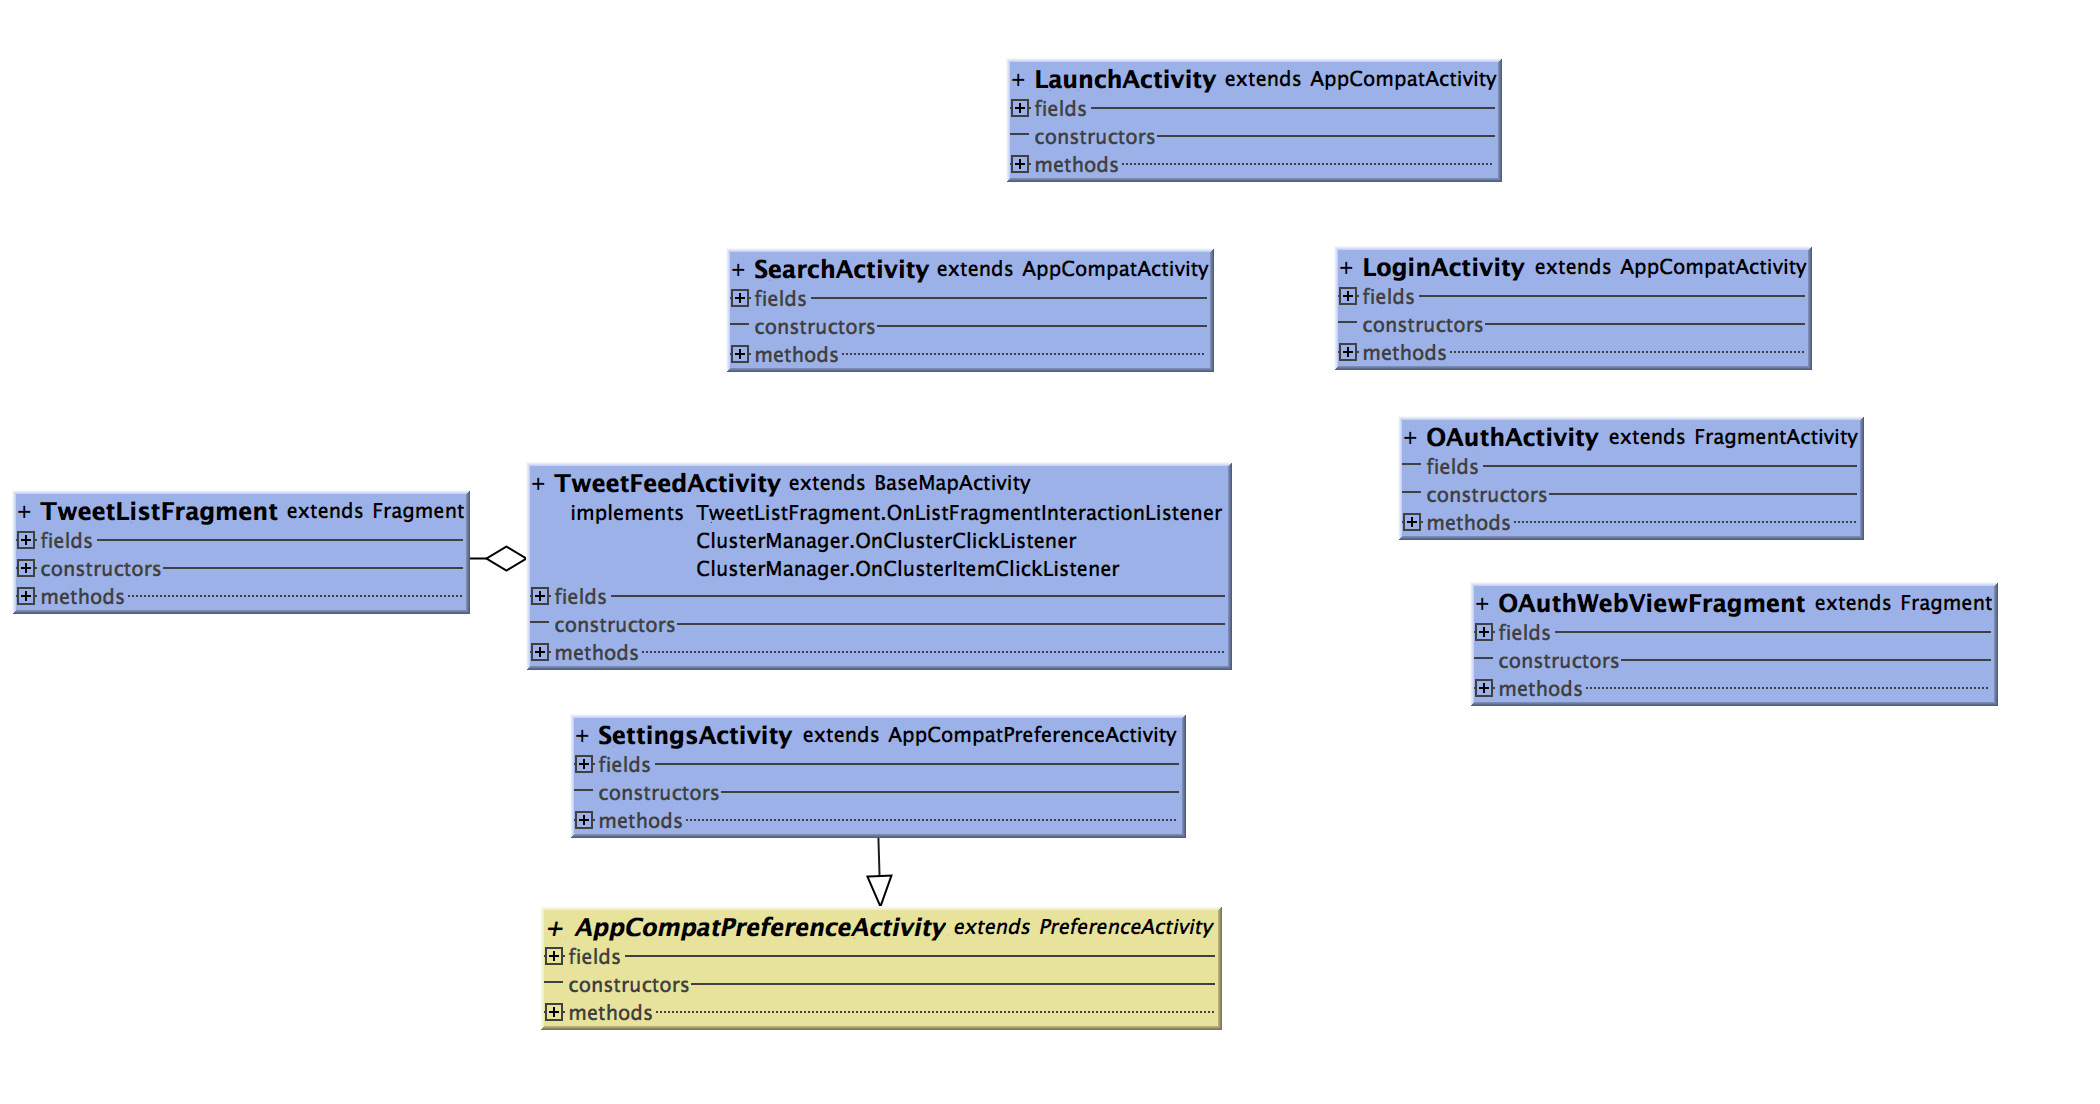 + LaunchActivity extends AppCompatActivity
+ fields
constructors
+ methods
+ SearchActivity extends AppCompatActivity
+ fields
constructors
+ methods
+ LoginActivity extends AppCompatActivity
+ fields
constructors
+ methods
+ OAuthActivity extends FragmentActivity
fields
constructors
+ methods
+ TweetListFragment extends Fragment
+ fields
+ constructors
+ methods
+ TweetFeedActivity extends BaseMapActivity
implements TweetListFragment.OnListFragmentInteractionListener
ClusterManager.OnClusterClickListener
ClusterManager.OnClusterItemClickListener
+ fields
constructors
+ methods
+ OAuthWebViewFragment extends Fragment
+ fields
constructors
+ methods
+ SettingsActivity extends AppCompatPreferenceActivity
+ fields
constructors
+ methods
+ AppCompatPreferenceActivity extends PreferenceActivity
+ fields
constructors
+ methods